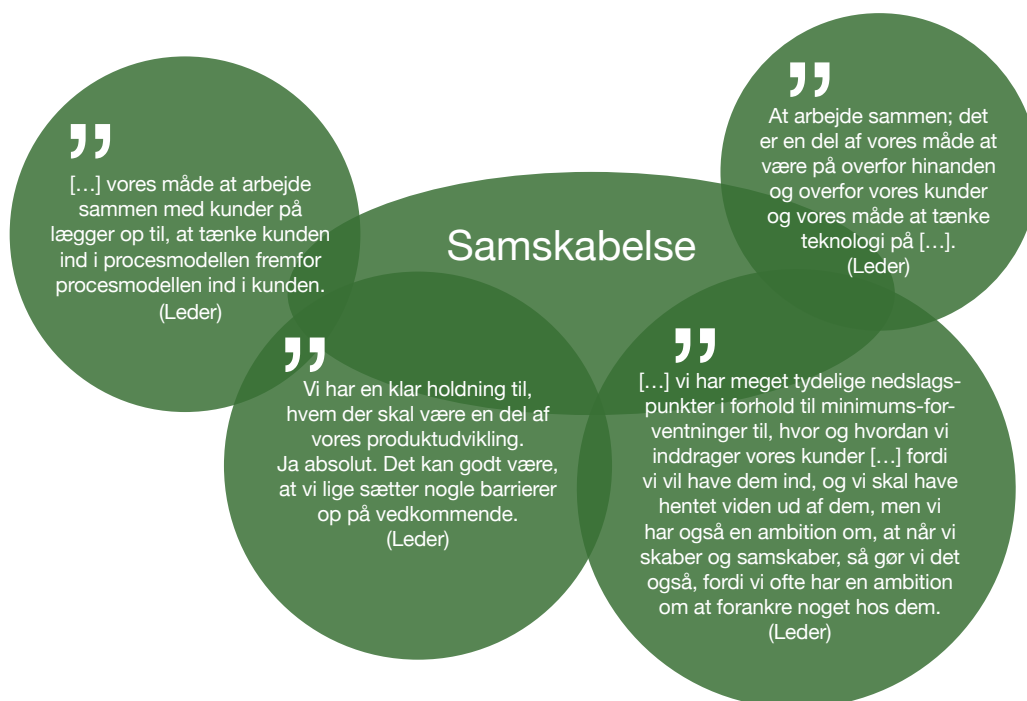 Samskabelse
”
[…] vores måde at arbejde
sammen med kunder på
lægger op til, at tænke kunden
ind i procesmodellen fremfor
procesmodellen ind i kunden.
(Leder)
”
At arbejde sammen; det
er en del af vores måde at
være på overfor hinanden
og overfor vores kunder
og vores måde at tænke
teknologi på […].
(Leder)
”
Vi har en klar holdning til,
hvem der skal være en del af
vores produktudvikling.
Ja absolut. Det kan godt være,
at vi lige sætter nogle barrierer
op på vedkommende.
(Leder)
”
[…] vi har meget tydelige nedslags-
punkter i forhold til minimums-for-
ventninger til, hvor og hvordan vi
inddrager vores kunder […] fordi
vi vil have dem ind, og vi skal have
hentet viden ud af dem, men vi
har også en ambition om, at når vi
skaber og samskaber, så gør vi det
også, fordi vi ofte har en ambition
om at forankre noget hos dem.
(Leder)